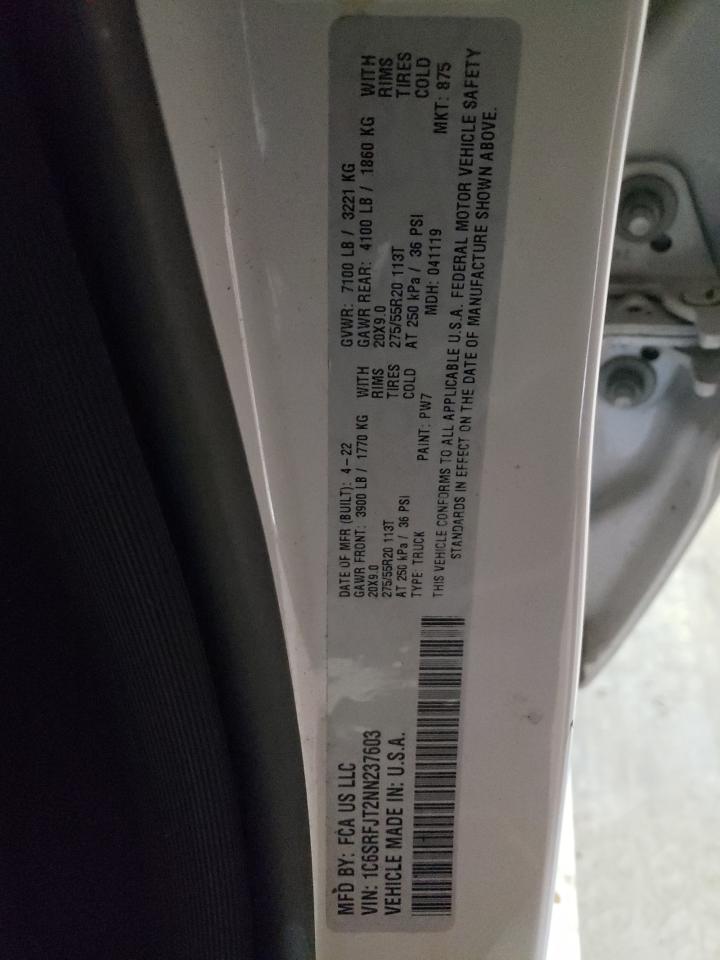 MFD BY: FCA US LLC
VIN: 1C6SRFJT2NN237603
VEHICLE MADE IN: U.S.A.
DATE OF MFR (BUILT): 4-22
GAWR FRONT: 3900 LB / 1770 KG WITH
20X9.0 RIMS
275/55R20 113T TIRES
AT 250 kPa / 36 PSI COLD
TYPE: TRUCK PAINT: PW7
GVWR: 7100 LB / 3221 KG
GAWR REAR: 4100 LB / 1860 KG WITH
20X9.0 RIMS
275/55R20 113T TIRES
AT 250 kPa / 36 PSI COLD
MDH: 041119 MKT: 875
THIS VEHICLE CONFORMS TO ALL APPLICABLE U.S.A. FEDERAL MOTOR VEHICLE SAFETY
STANDARDS IN EFFECT ON THE DATE OF MANUFACTURE SHOWN ABOVE.